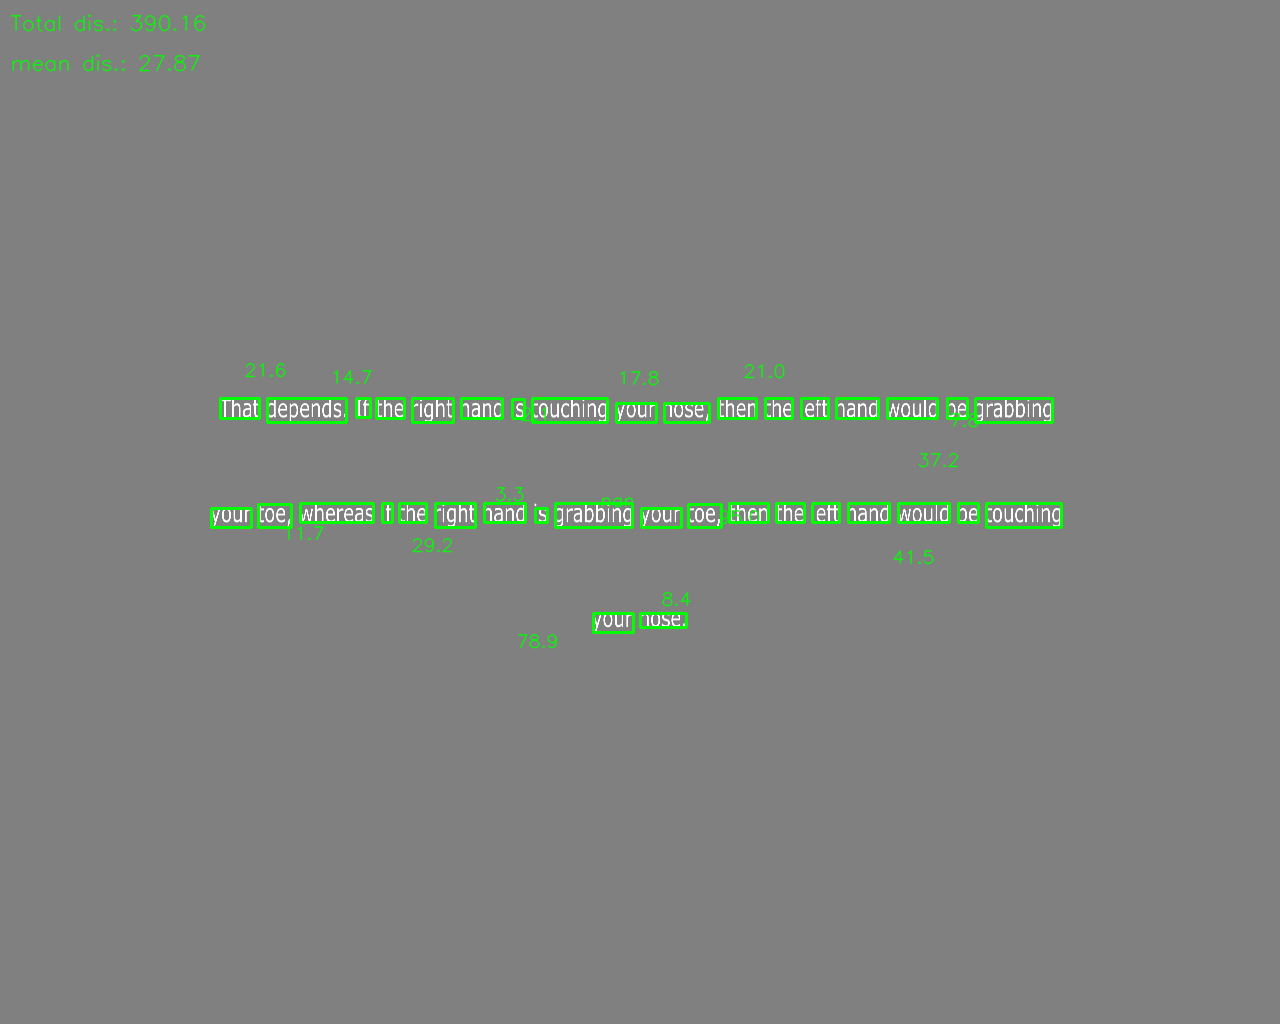 Total dis.: 390.16
mean dis.: 27.87
21.6 14.7 17.8 21.0
That depends. If the right hand is touching your nose, then the left hand would be grabbing
37.2
3.3
your toe, whereas if the right hand is grabbing your toe, then the left hand would be touching
11.7 29.2 41.5
8.4
your nose.
78.9